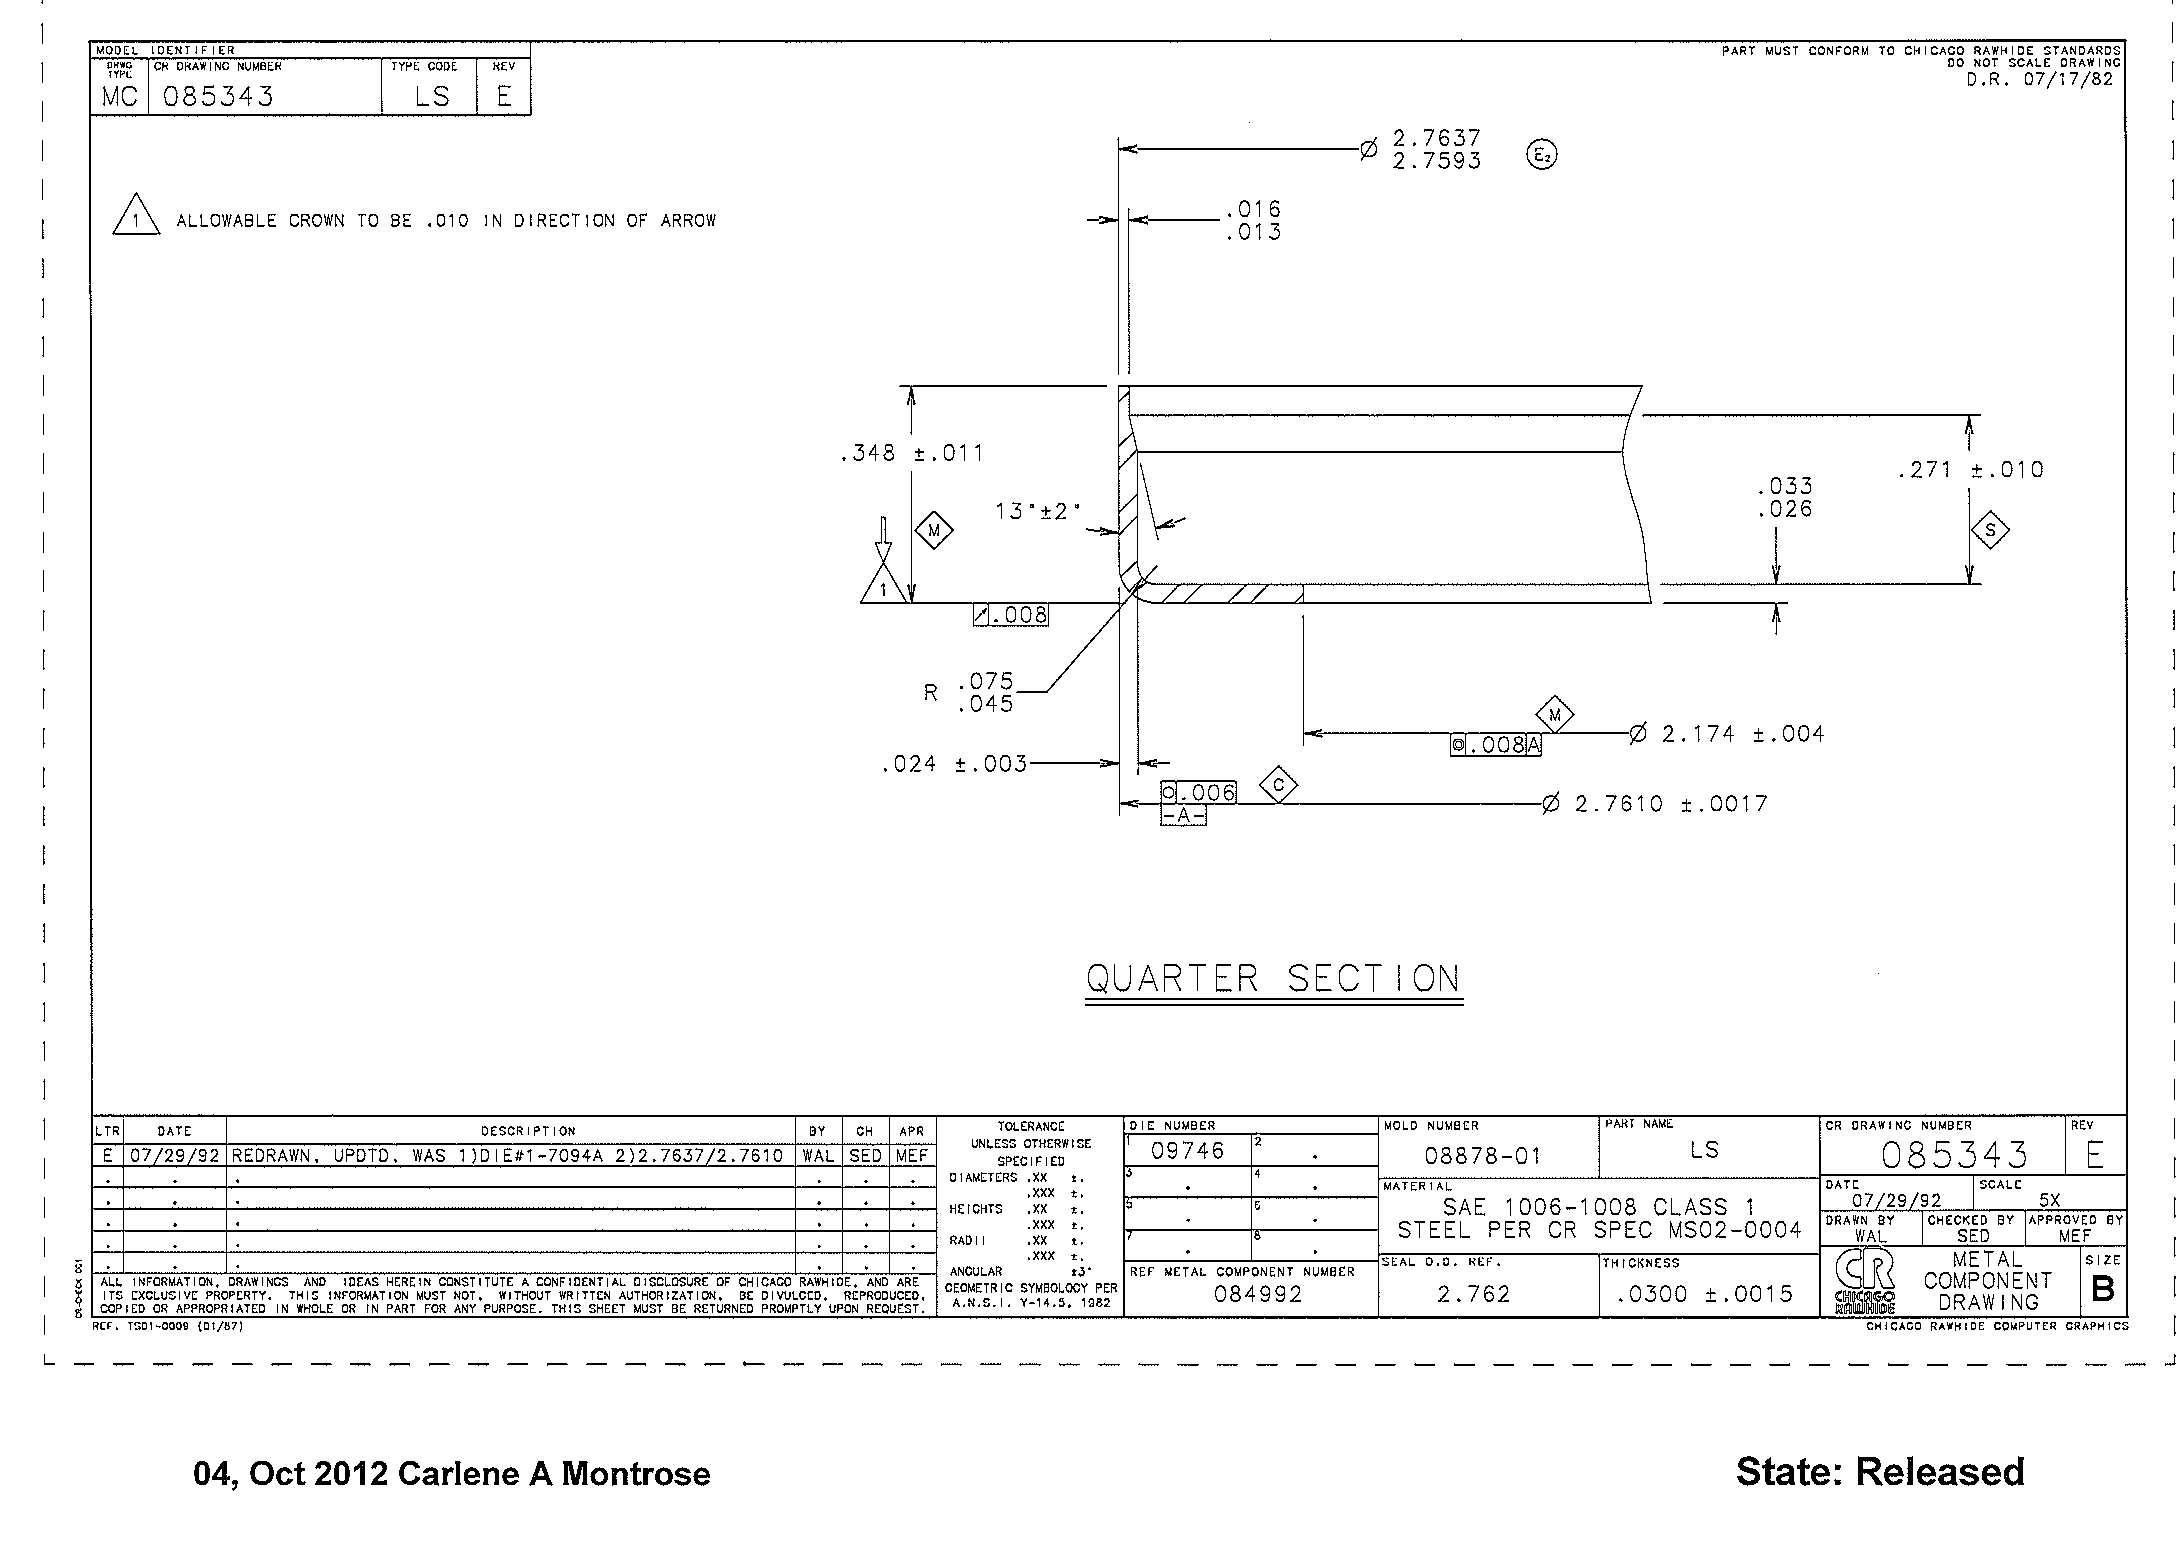 MODEL IDENTIFIER
DRWG TYPE CR DRAWING NUMBER TYPE CODE REV
MC 085343 LS E
PART MUST CONFORM TO CHICAGO RAWHIDE STANDARDS
DO NOT SCALE DRAWING
D.R. 07/17/82
1 ALLOWABLE CROWN TO BE .010 IN DIRECTION OF ARROW
Ø 2.7637
2.7593
E2
.016
.013
.348 ±.011
.271 ±.010
.033
.026
13°±2°
M
S
1
.008
R .075
.045
M
Ø 2.174 ±.004
.008 A
.024 ±.003
.006
C
-A-
Ø 2.7610 ±.0017
QUARTER SECTION
LTR DATE DESCRIPTION BY CH APR
E 07/29/92 REDRAWN, UPDTD, WAS 1)DIE#1-7094A 2)2.7637/2.7610 WAL SED MEF
ALL INFORMATION, DRAWINGS AND IDEAS HEREIN CONSTITUTE A CONFIDENTIAL DISCLOSURE OF CHICAGO RAWHIDE, AND ARE
ITS EXCLUSIVE PROPERTY. THIS INFORMATION MUST NOT, WITHOUT WRITTEN AUTHORIZATION, BE DIVULGED, REPRODUCED,
COPIED OR APPROPRIATED IN WHOLE OR IN PART FOR ANY PURPOSE. THIS SHEET MUST BE RETURNED PROMPTLY UPON REQUEST.
REF. TSD1-0009 (01/87)
TOLERANCE
UNLESS OTHERWISE
SPECIFIED
DIAMETERS .XX ±.
.XXX ±.
HEIGHTS .XX ±.
.XXX ±.
RADII .XX ±.
.XXX ±.
ANGULAR ±3°
GEOMETRIC SYMBOLOGY PER
A.N.S.I. Y-14.5, 1982
DIE NUMBER
1 09746 2 .
3 . 4 .
5 . 6 .
7 . 8 .
REF METAL COMPONENT NUMBER
084992
MOLD NUMBER
08878-01
PART NAME
LS
MATERIAL
SAE 1006-1008 CLASS 1
STEEL PER CR SPEC MS02-0004
SEAL O.D. REF.
2.762
THICKNESS
.0300 ±.0015
CR DRAWING NUMBER
085343
REV
E
DATE
07/29/92
SCALE
5X
DRAWN BY
WAL
CHECKED BY
SED
APPROVED BY
MEF
CR
CHICAGO
RAWHIDE
METAL
COMPONENT
DRAWING
SIZE
B
CHICAGO RAWHIDE COMPUTER GRAPHICS
04, Oct 2012 Carlene A Montrose
State: Released